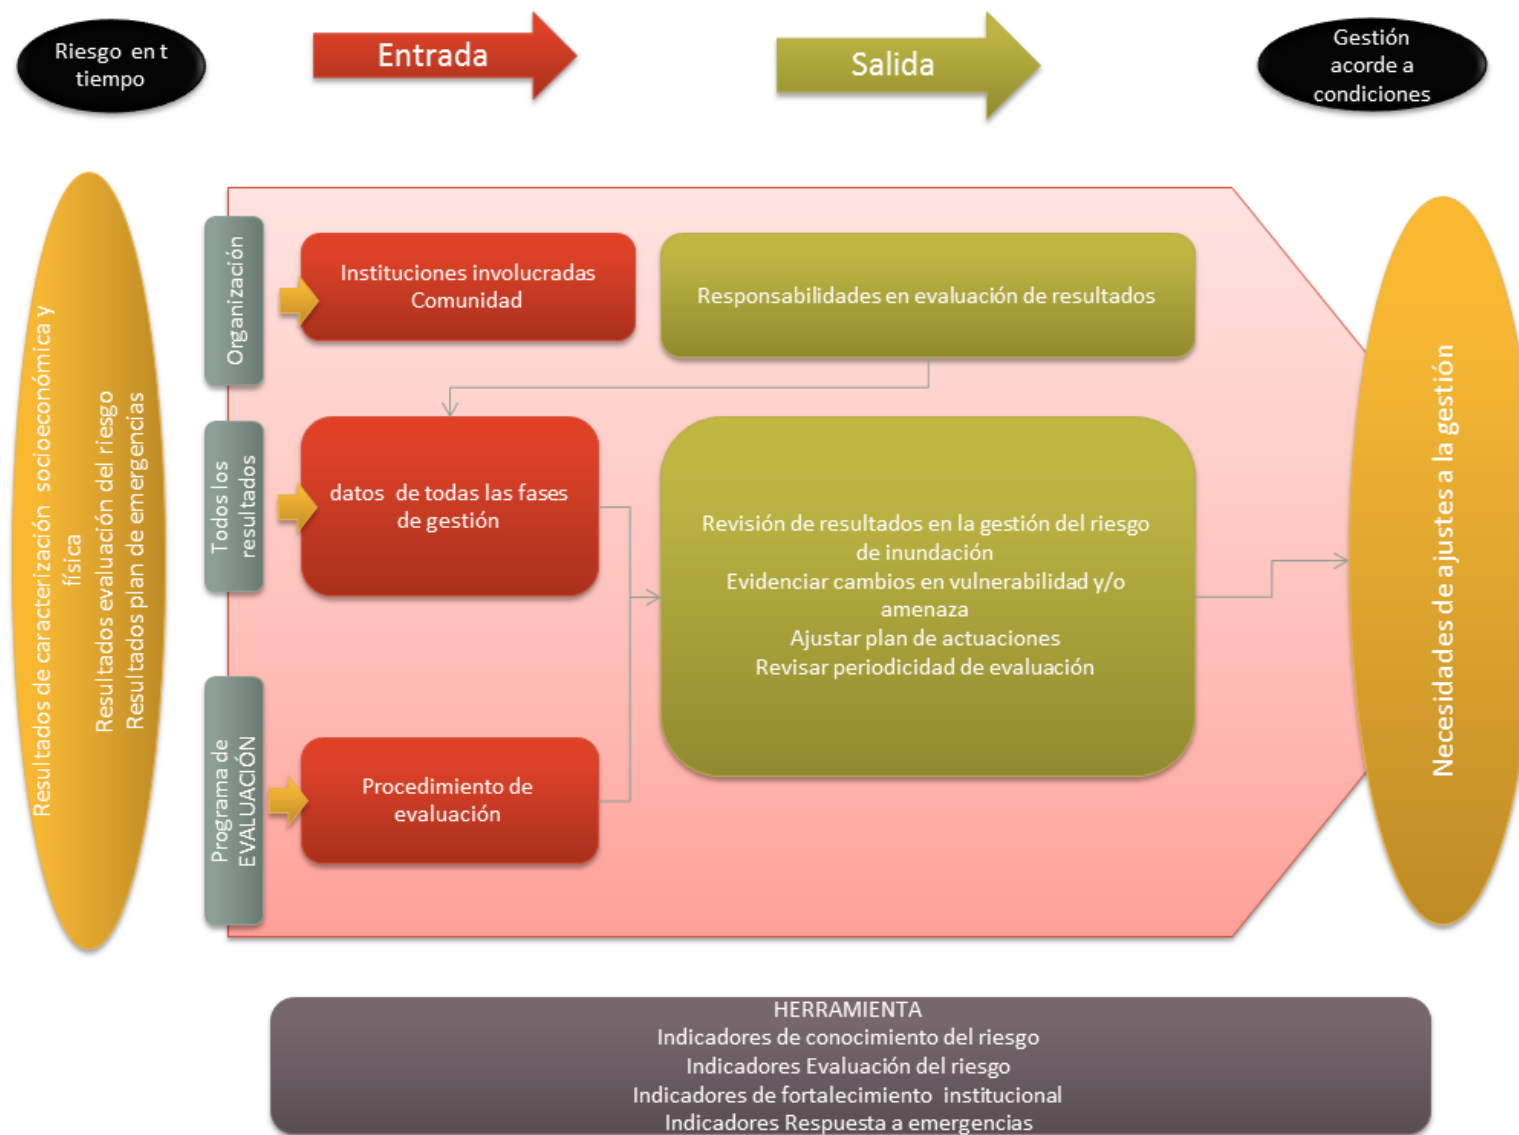 Riesgo en t
tiempo
Entrada
Salida
Gestión
acorde a
condiciones
Resultados de caracterización socioeconómica y
física
Resultados evaluación del riesgo
Resultados plan de emergencias
Organización
Instituciones involucradas
Comunidad
Responsabilidades en evaluación de resultados
Todos los
resultados
datos de todas las fases
de gestión
Revisión de resultados en la gestión del riesgo
de inundación
Evidenciar cambios en vulnerabilidad y/o
amenaza
Ajustar plan de actuaciones
Revisar periodicidad de evaluación
Programa de
EVALUACIÓN
Procedimiento de
evaluación
Necesidades de ajustes a la gestión
HERRAMIENTA
Indicadores de conocimiento del riesgo
Indicadores Evaluación del riesgo
Indicadores de fortalecimiento institucional
Indicadores Respuesta a emergencias